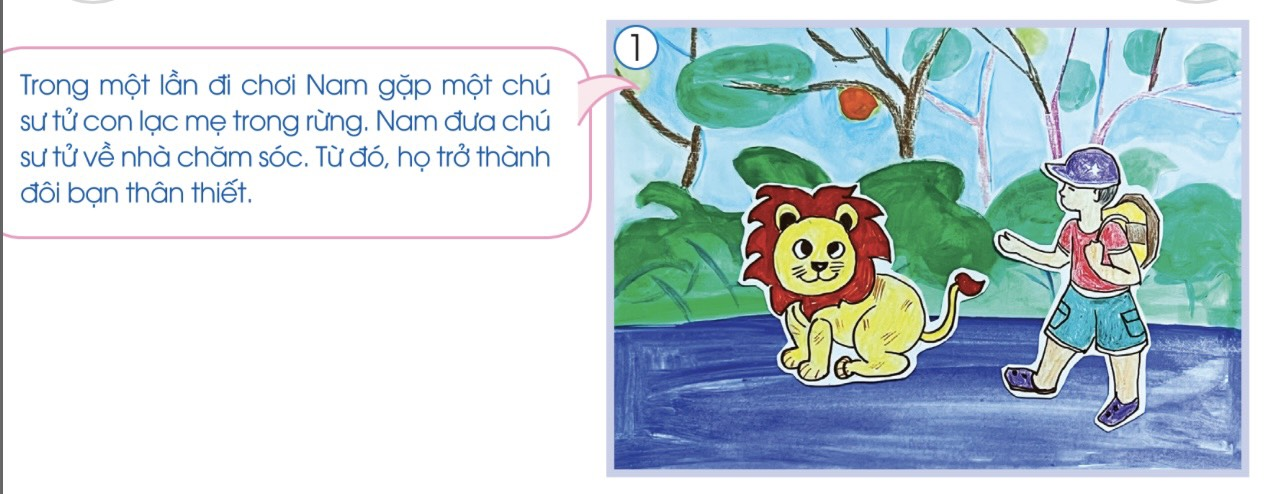 Trong một lần đi chơi Nam gặp một chú
sư tử con lạc mẹ trong rừng. Nam đưa chú
sư tử về nhà chăm sóc. Từ đó, họ trở thành
đôi bạn thân thiết.
1